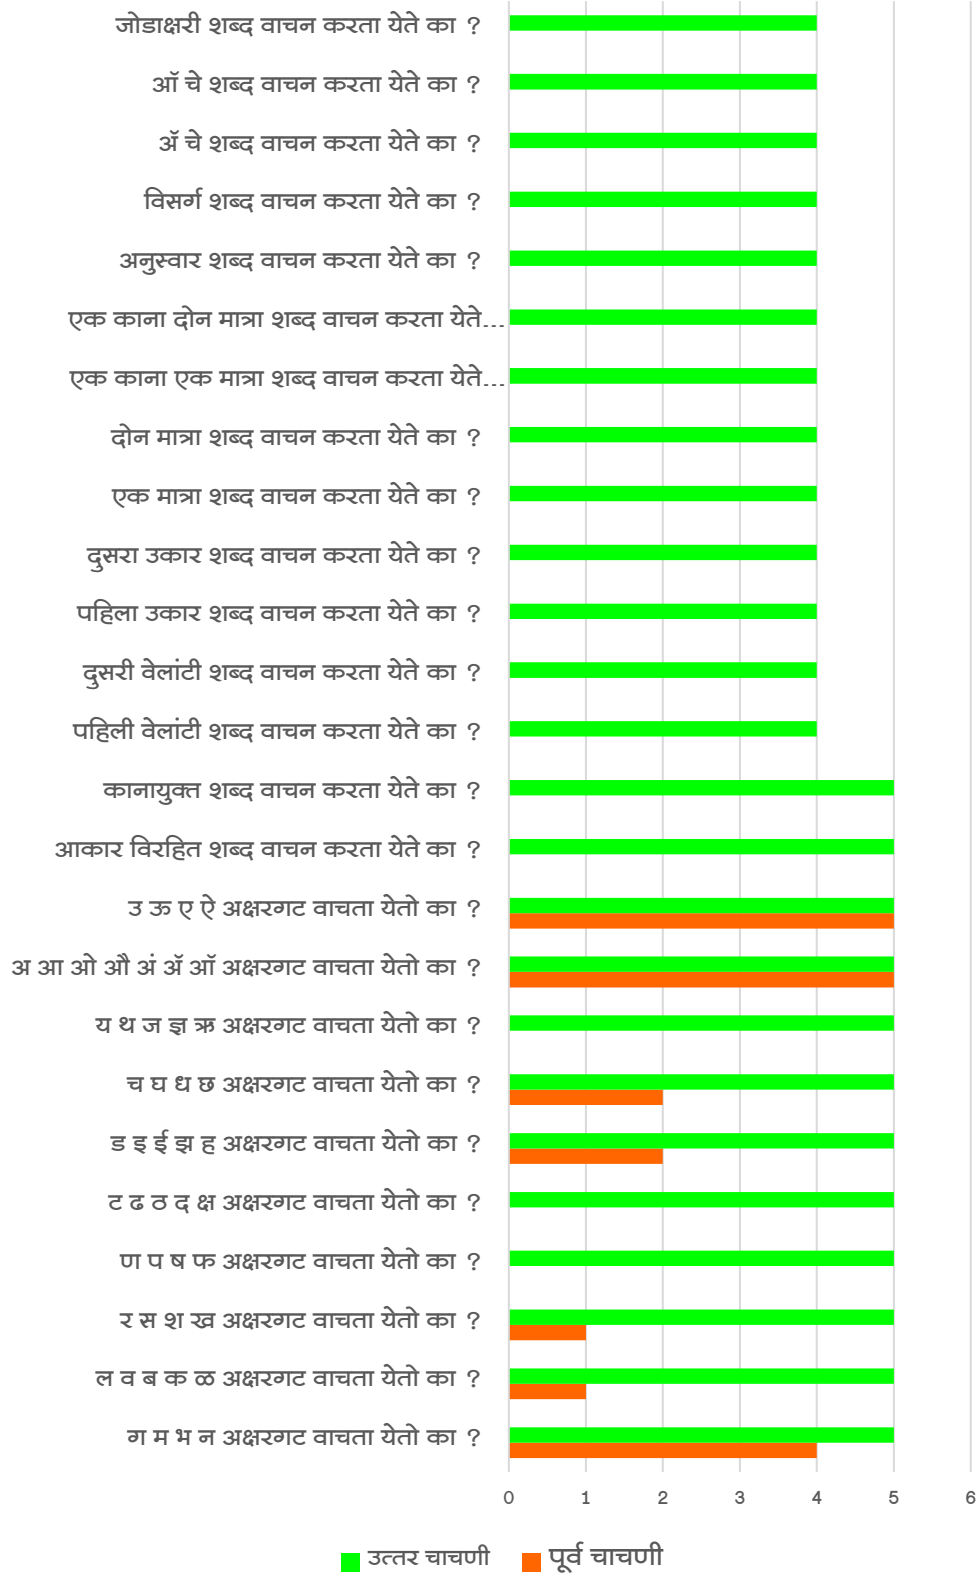 जोडाक्षरी शब्द वाचन करता येते का ?
ऑ चे शब्द वाचन करता येते का ?
ॲ चे शब्द वाचन करता येते का ?
विसर्ग शब्द वाचन करता येते का ?
अनुस्वार शब्द वाचन करता येते का ?
एक काना दोन मात्रा शब्द वाचन करता येते...
एक काना एक मात्रा शब्द वाचन करता येते...
दोन मात्रा शब्द वाचन करता येते का ?
एक मात्रा शब्द वाचन करता येते का ?
दुसरा उकार शब्द वाचन करता येते का ?
पहिला उकार शब्द वाचन करता येते का ?
दुसरी वेलांटी शब्द वाचन करता येते का ?
पहिली वेलांटी शब्द वाचन करता येते का ?
कानायुक्त शब्द वाचन करता येते का ?
आकार विरहित शब्द वाचन करता येते का ?
उ ऊ ए ऐ अक्षरगट वाचता येतो का ?
अ आ ओ औ अं ॲ ऑ अक्षरगट वाचता येतो का ?
य थ ज ज्ञ ऋ अक्षरगट वाचता येतो का ?
च घ ध छ अक्षरगट वाचता येतो का ?
ड इ ई झ ह अक्षरगट वाचता येतो का ?
ट ढ ठ द क्ष अक्षरगट वाचता येतो का ?
ण प ष फ अक्षरगट वाचता येतो का ?
र स श ख अक्षरगट वाचता येतो का ?
ल व ब क ळ अक्षरगट वाचता येतो का ?
ग म भ न अक्षरगट वाचता येतो का ?
0 1 2 3 4 5 6
उत्तर चाचणी पूर्व चाचणी